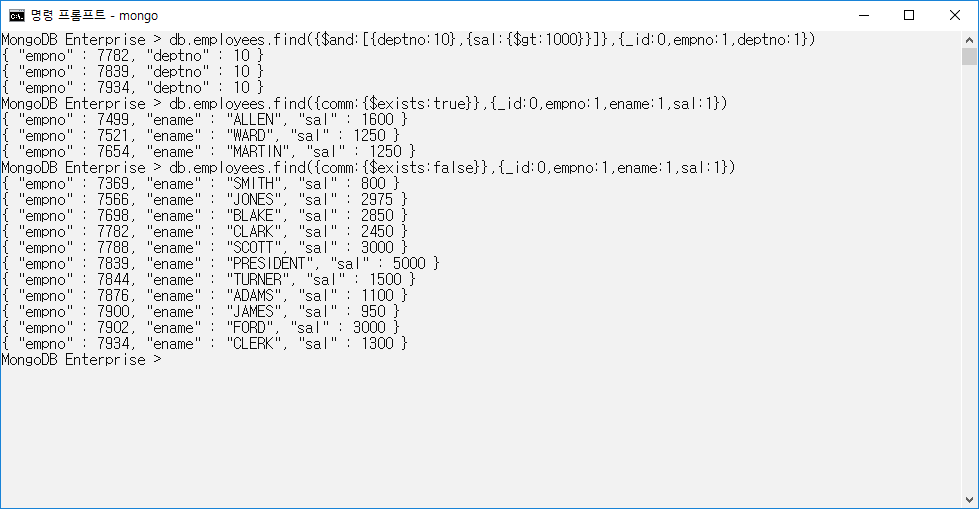 명령 프롬프트 - mongo
MongoDB Enterprise > db.employees.find({$and:[{deptno:10},{sal:{$gt:1000}}]},{_id:0,empno:1,deptno:1})
{ "empno" : 7782, "deptno" : 10 }
{ "empno" : 7839, "deptno" : 10 }
{ "empno" : 7934, "deptno" : 10 }
MongoDB Enterprise > db.employees.find({comm:{$exists:true}},{_id:0,empno:1,ename:1,sal:1})
{ "empno" : 7499, "ename" : "ALLEN", "sal" : 1600 }
{ "empno" : 7521, "ename" : "WARD", "sal" : 1250 }
{ "empno" : 7654, "ename" : "MARTIN", "sal" : 1250 }
MongoDB Enterprise > db.employees.find({comm:{$exists:false}},{_id:0,empno:1,ename:1,sal:1})
{ "empno" : 7369, "ename" : "SMITH", "sal" : 800 }
{ "empno" : 7566, "ename" : "JONES", "sal" : 2975 }
{ "empno" : 7698, "ename" : "BLAKE", "sal" : 2850 }
{ "empno" : 7782, "ename" : "CLARK", "sal" : 2450 }
{ "empno" : 7788, "ename" : "SCOTT", "sal" : 3000 }
{ "empno" : 7839, "ename" : "PRESIDENT", "sal" : 5000 }
{ "empno" : 7844, "ename" : "TURNER", "sal" : 1500 }
{ "empno" : 7876, "ename" : "ADAMS", "sal" : 1100 }
{ "empno" : 7900, "ename" : "JAMES", "sal" : 950 }
{ "empno" : 7902, "ename" : "FORD", "sal" : 3000 }
{ "empno" : 7934, "ename" : "CLERK", "sal" : 1300 }
MongoDB Enterprise >